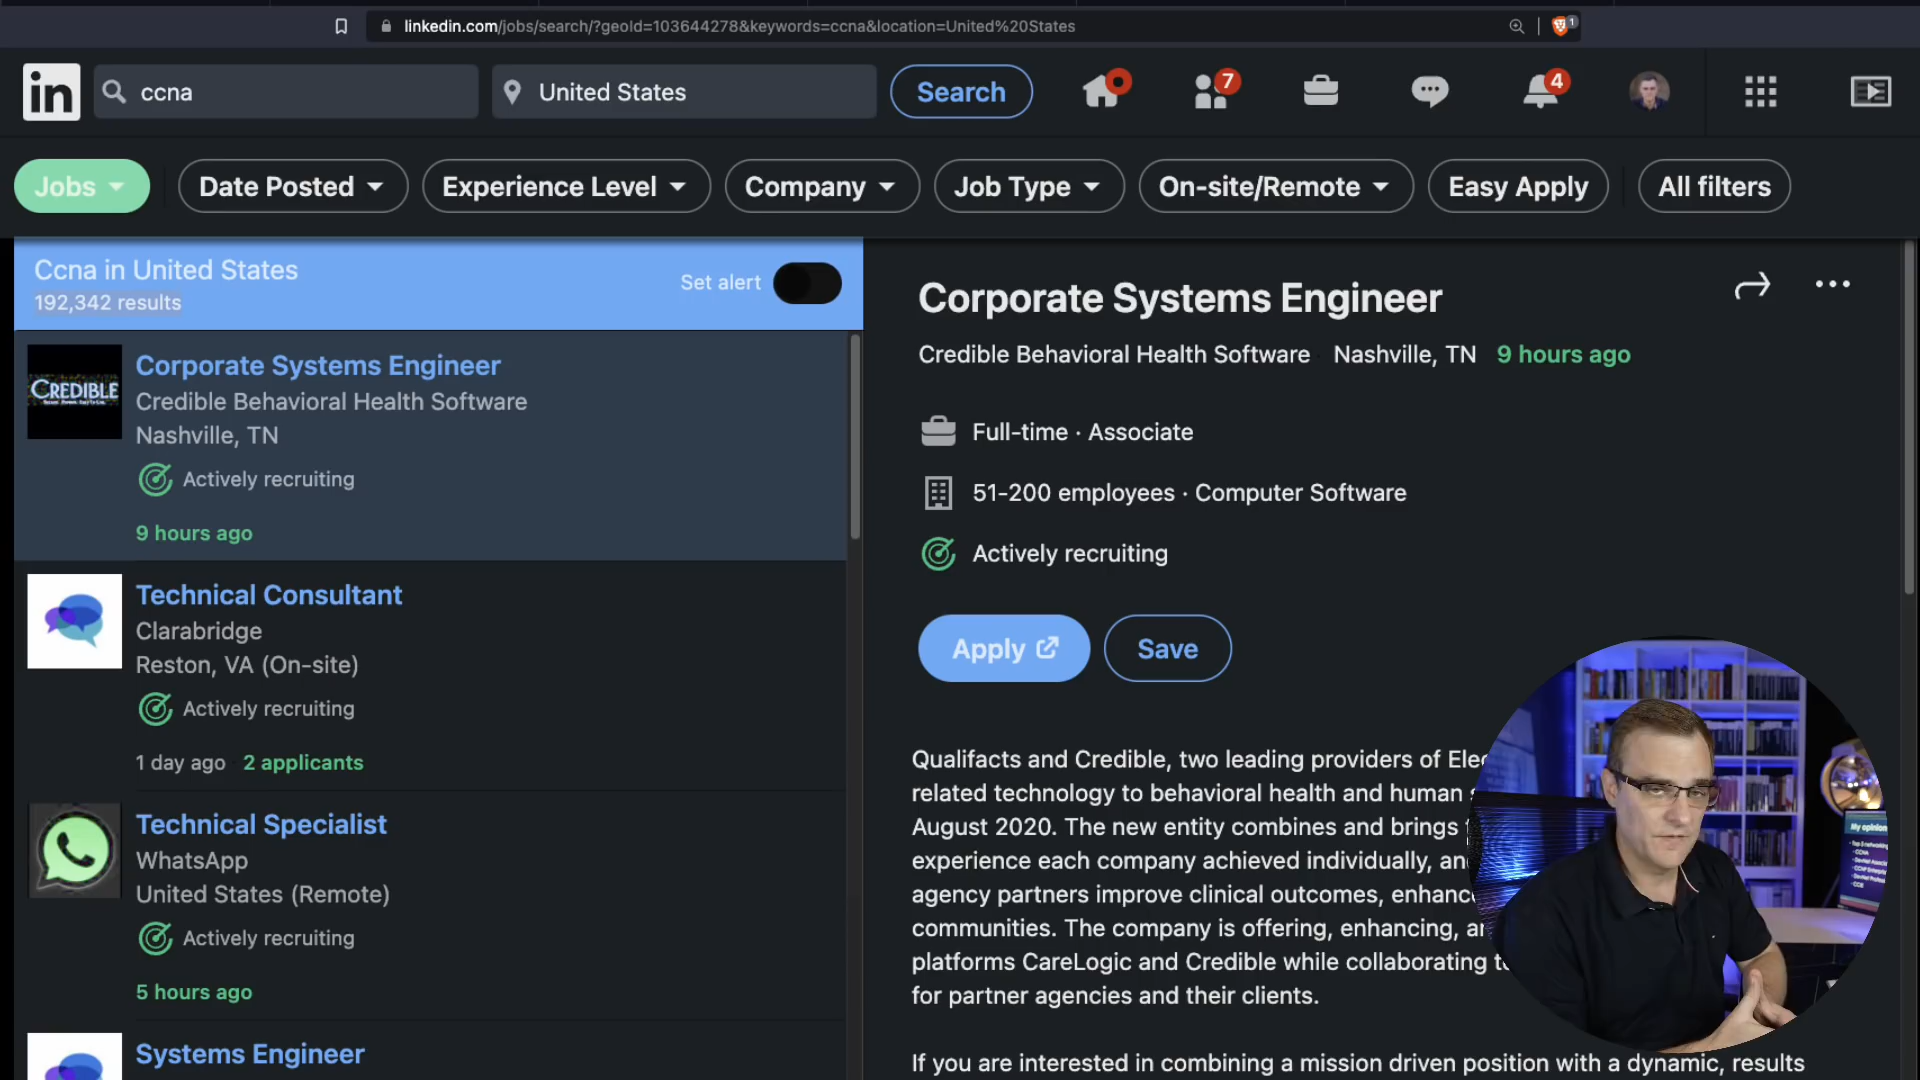 linkedin.com/jobs/search/?geoId=103644278&keywords=ccna&location=United%20States
1
in
ccna
United States
Search
7
4
Jobs
Date Posted
Experience Level
Company
Job Type
On-site/Remote
Easy Apply
All filters
Ccna in United States
192,342 results
Set alert
CREDIBLE
Corporate Systems Engineer
Credible Behavioral Health Software
Nashville, TN
Actively recruiting
9 hours ago
Technical Consultant
Clarabridge
Reston, VA (On-site)
Actively recruiting
1 day ago 2 applicants
Technical Specialist
WhatsApp
United States (Remote)
Actively recruiting
5 hours ago
Systems Engineer
Corporate Systems Engineer
Credible Behavioral Health Software Nashville, TN 9 hours ago
Full-time · Associate
51-200 employees · Computer Software
Actively recruiting
Apply
Save
Qualifacts and Credible, two leading providers of Elec
related technology to behavioral health and human
August 2020. The new entity combines and brings
experience each company achieved individually, an
agency partners improve clinical outcomes, enhanc
communities. The company is offering, enhancing, a
platforms CareLogic and Credible while collaborating t
for partner agencies and their clients.
If you are interested in combining a mission driven position with a dynamic, results
My opinion